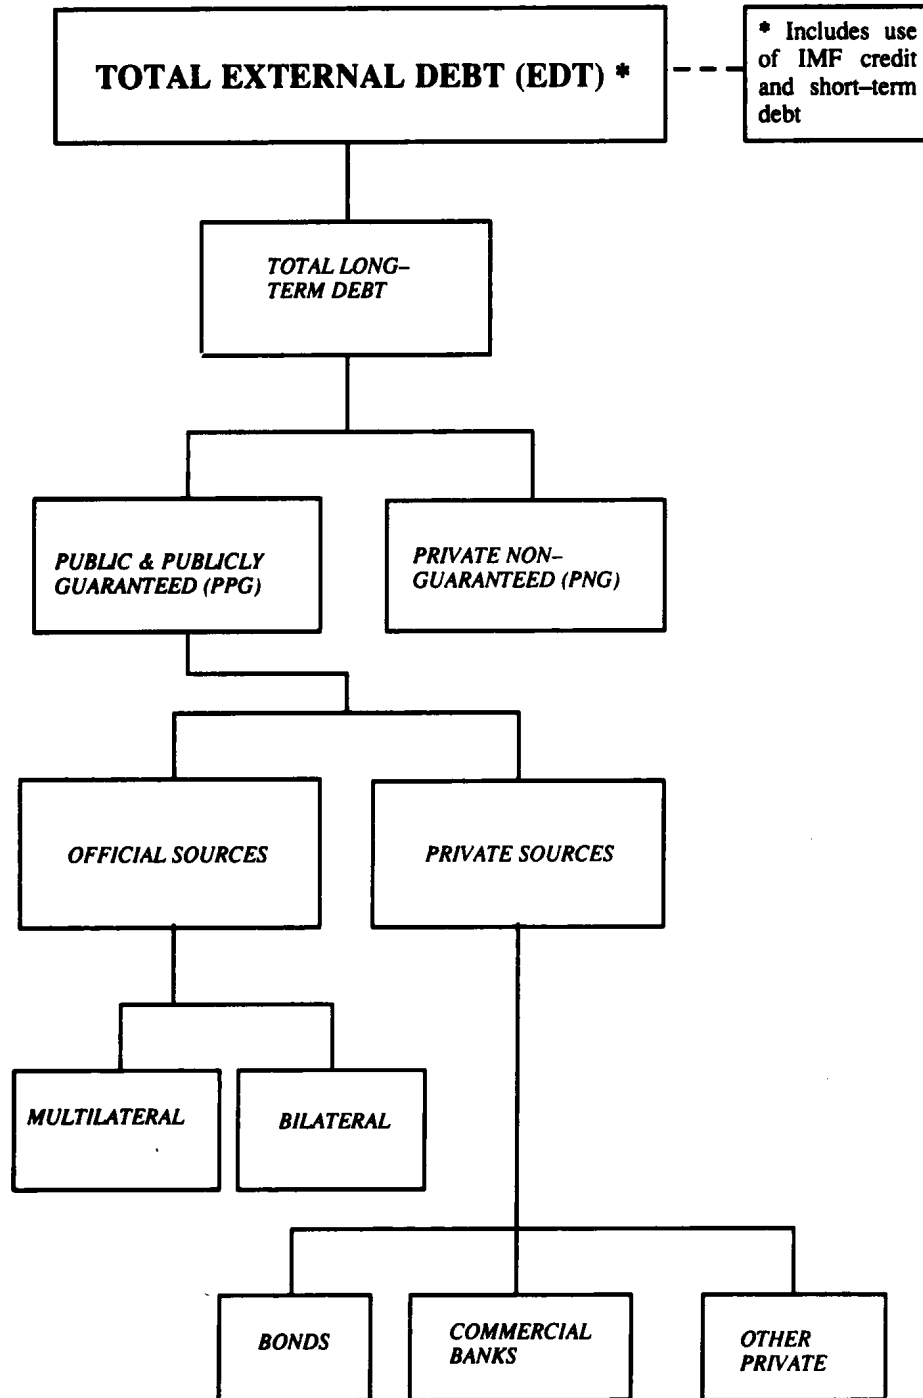 TOTAL EXTERNAL DEBT (EDT) *
* Includes use
of IMF credit
and short–term
debt
TOTAL LONG–
TERM DEBT
PUBLIC & PUBLICLY
GUARANTEED (PPG)
PRIVATE NON–
GUARANTEED (PNG)
OFFICIAL SOURCES
PRIVATE SOURCES
MULTILATERAL
BILATERAL
BONDS
COMMERCIAL
BANKS
OTHER
PRIVATE